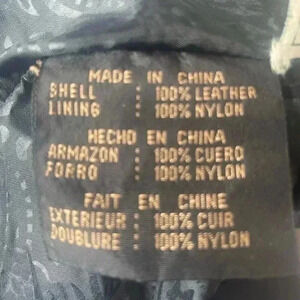 MADE IN CHINA
SHELL : 100% LEATHER
LINING : 100% NYLON
HECHO EN CHINA
ARMAZON : 100% CUERO
FORRO : 100% NYLON
FAIT EN CHINE
EXTERIEUR : 100% CUIR
DOUBLURE : 100% NYLON